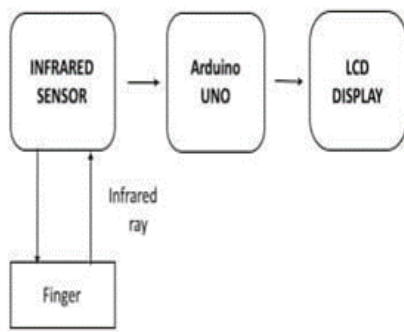 INFRARED
SENSOR
Arduino
UNO
LCD
DISPLAY
Infrared
ray
Finger